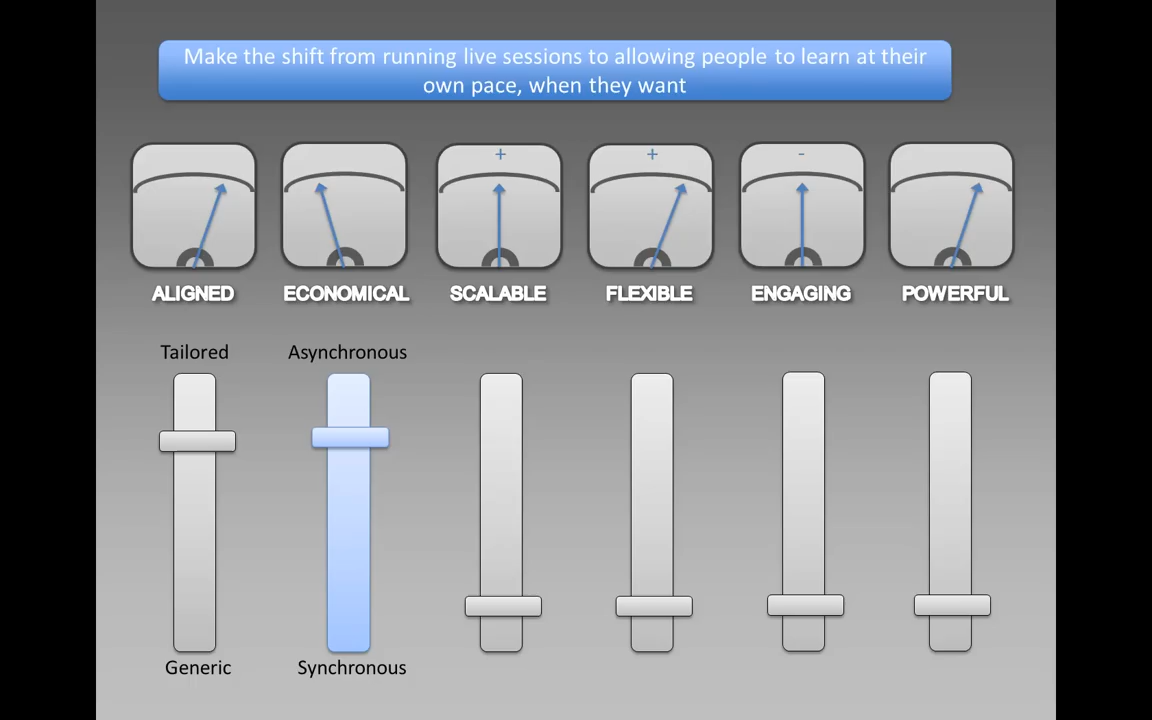 Make the shift from running live sessions to allowing people to learn at their
own pace, when they want
+ + -
ALIGNED ECONOMICAL SCALABLE FLEXIBLE ENGAGING POWERFUL
Tailored Asynchronous
Generic Synchronous